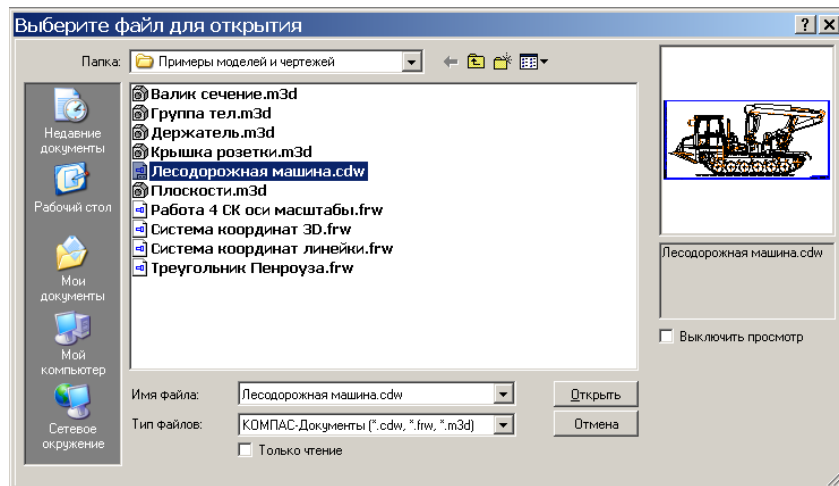 Выберите файл для открытия
Папка: Примеры моделей и чертежей
Недавние документы
Рабочий стол
Мои документы
Мой компьютер
Сетевое окружение
Валик сечение.m3d
Группа тел.m3d
Держатель.m3d
Крышка розетки.m3d
Лесодорожная машина.cdw
Плоскости.m3d
Работа 4 СК оси масштабы.frw
Система координат 3D.frw
Система координат линейки.frw
Треугольник Пенроуза.frw
Лесодорожная машина.cdw
Выключить просмотр
Имя файла: Лесодорожная машина.cdw Открыть
Тип файлов: КОМПАС-Документы (*.cdw, *.frw, *.m3d) Отмена
Только чтение